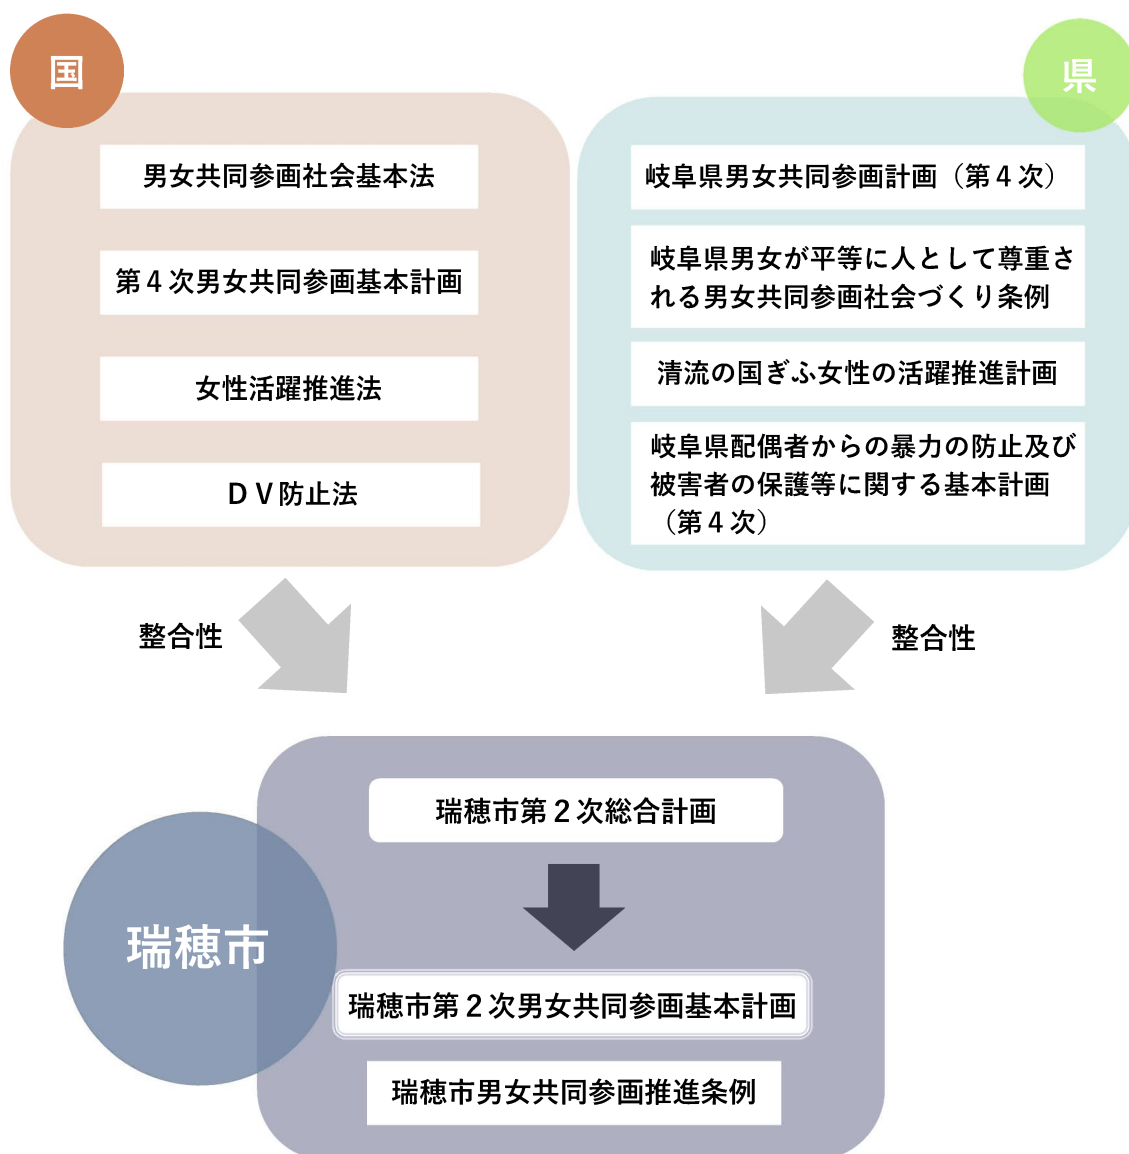 国
男女共同参画社会基本法
第４次男女共同参画基本計画
女性活躍推進法
ＤＶ防止法
県
岐阜県男女共同参画計画（第４次）
岐阜県男女が平等に人として尊重さ
れる男女共同参画社会づくり条例
清流の国ぎふ女性の活躍推進計画
岐阜県配偶者からの暴力の防止及び
被害者の保護等に関する基本計画
（第４次）
整合性
整合性
瑞穂市
瑞穂市第２次総合計画
瑞穂市第２次男女共同参画基本計画
瑞穂市男女共同参画推進条例